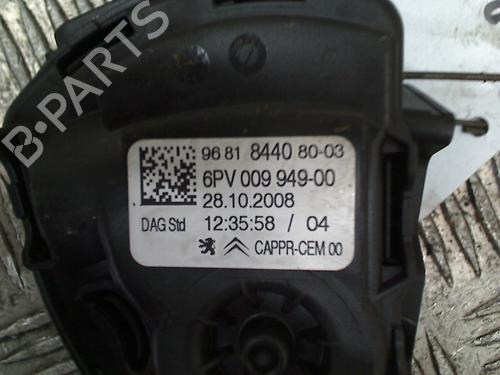 B-PARTS
96 81 8440 80-03
6PV 009 949-00
28.10.2008
DAG Std 12:35:58 / 04
CAPPR-CEM 00